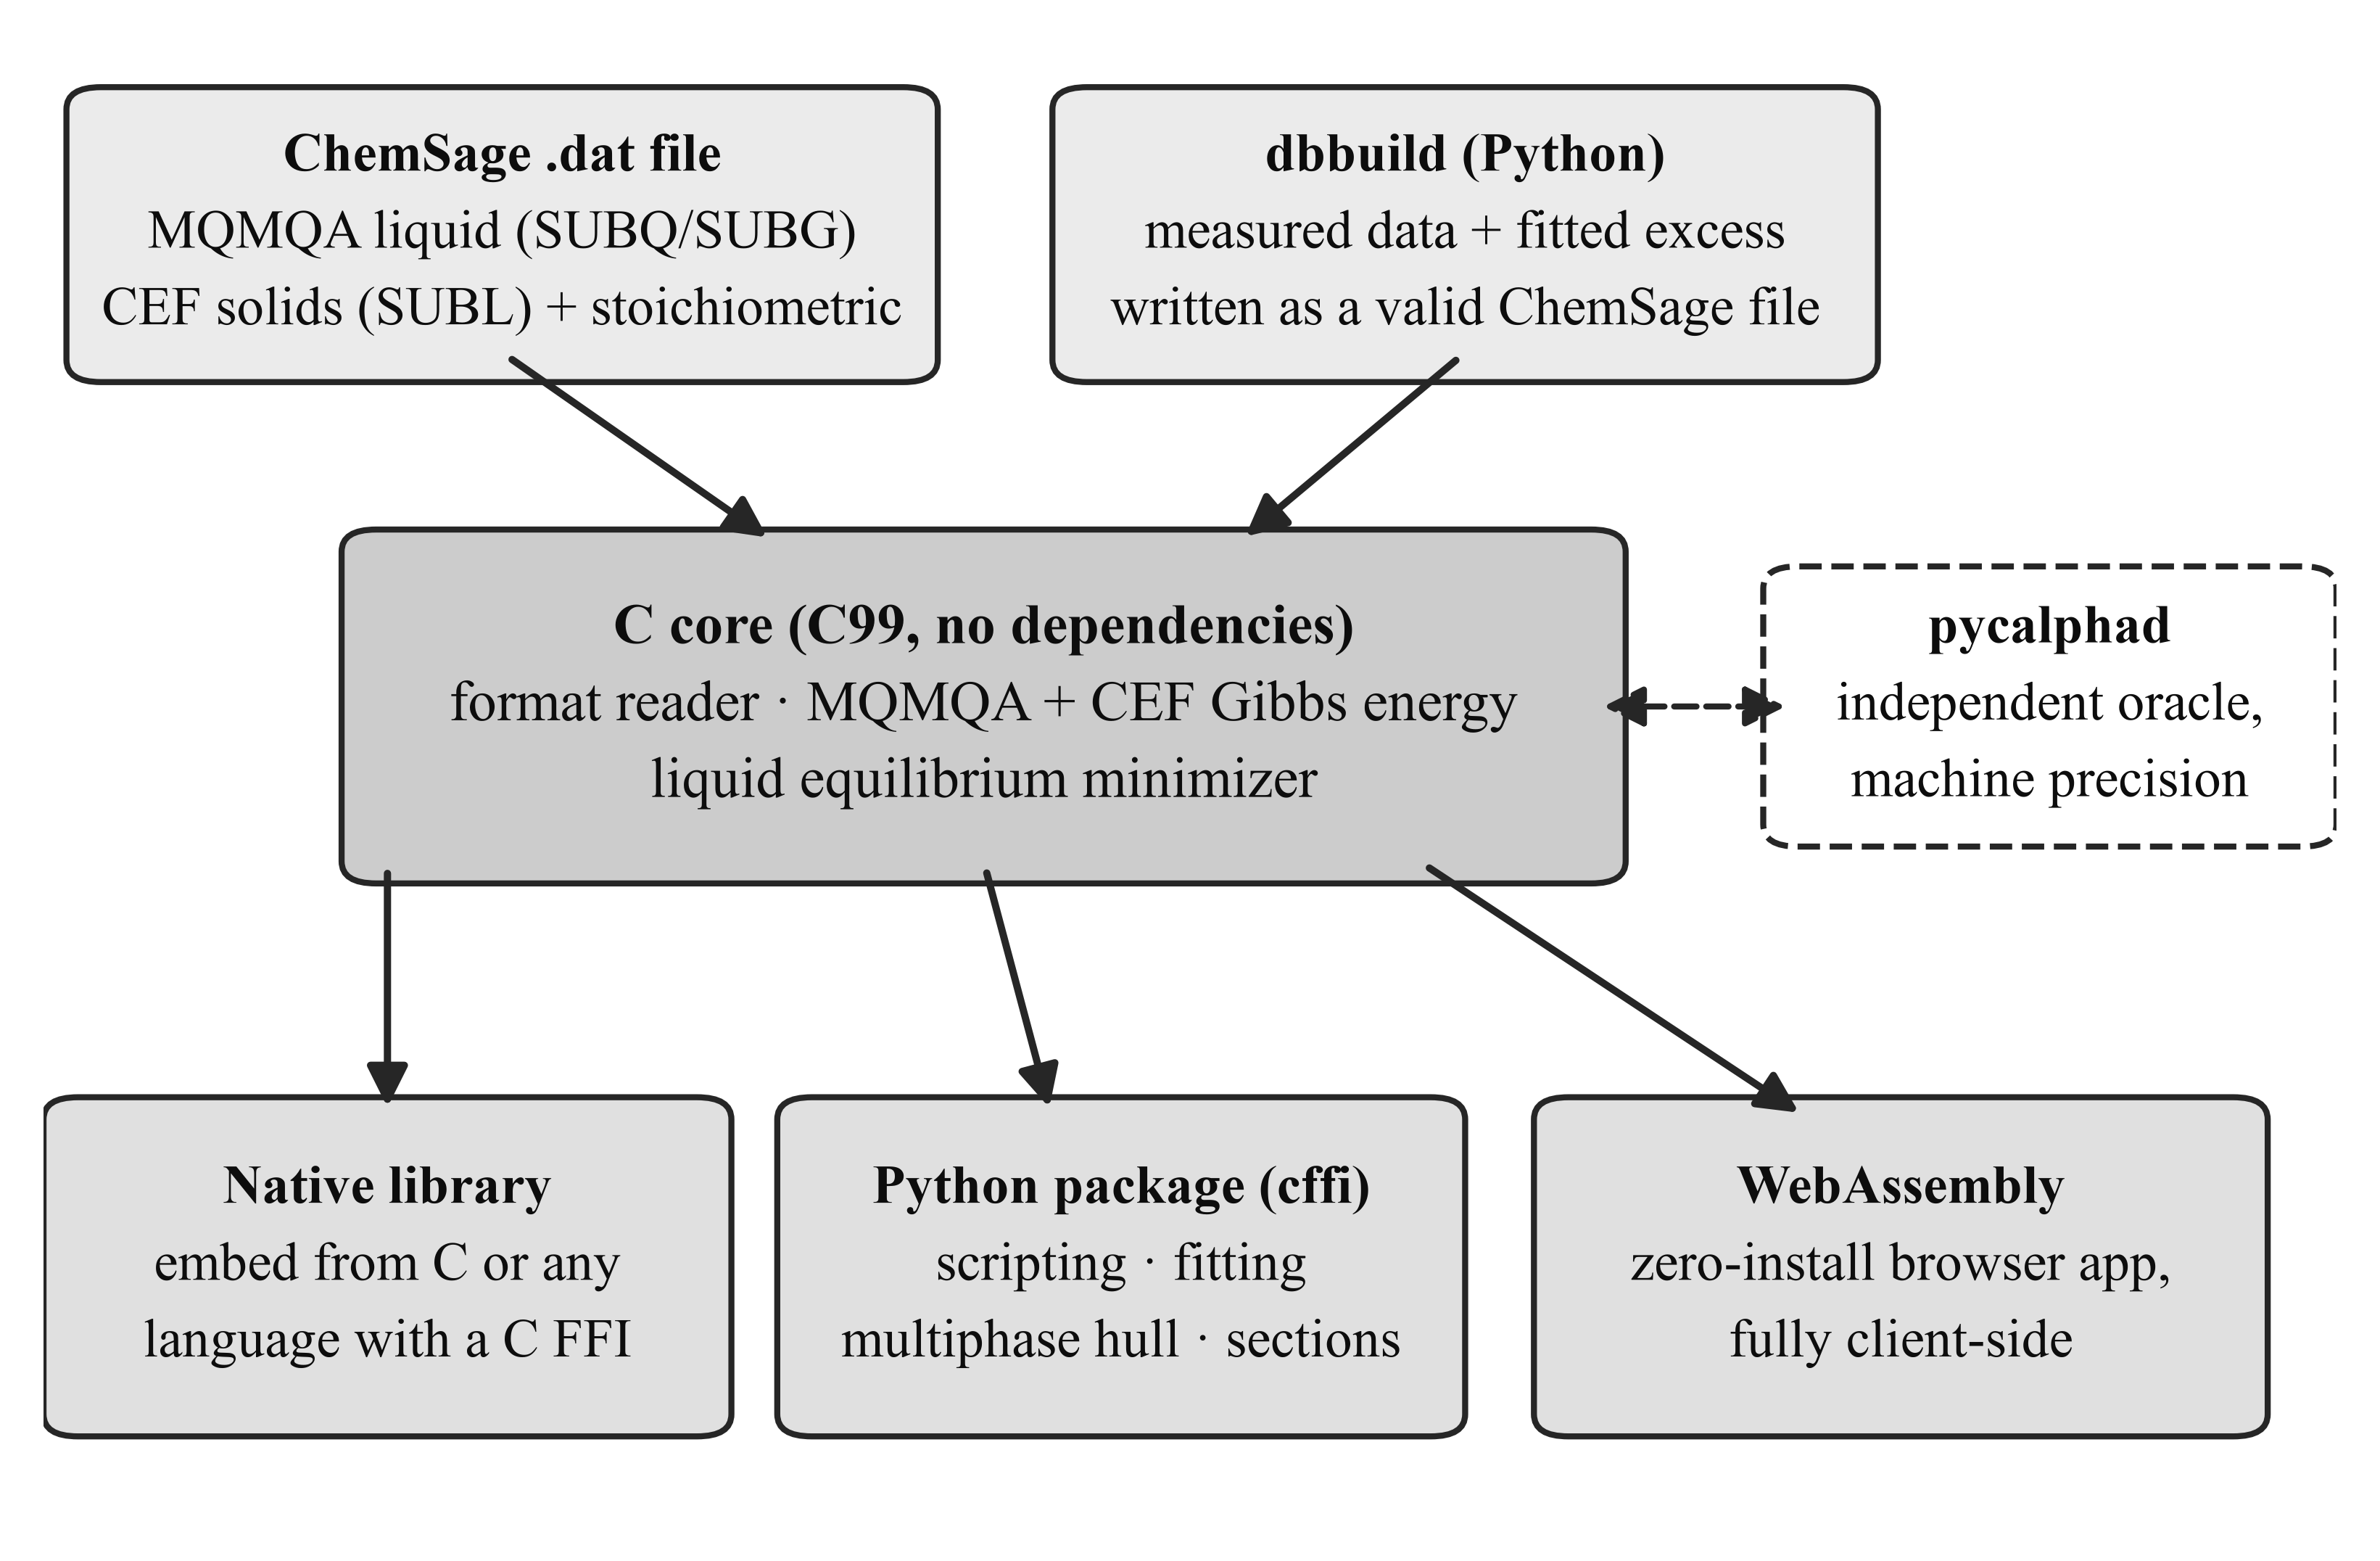 ChemSage .dat file
MQMQA liquid (SUBQ/SUBG)
CEF solids (SUBL) + stoichiometric
dbbuild (Python)
measured data + fitted excess
written as a valid ChemSage file
C core (C99, no dependencies)
format reader · MQMQA + CEF Gibbs energy
liquid equilibrium minimizer
pycalphad
independent oracle,
machine precision
Native library
embed from C or any
language with a C FFI
Python package (cffi)
scripting · fitting
multiphase hull · sections
WebAssembly
zero-install browser app,
fully client-side